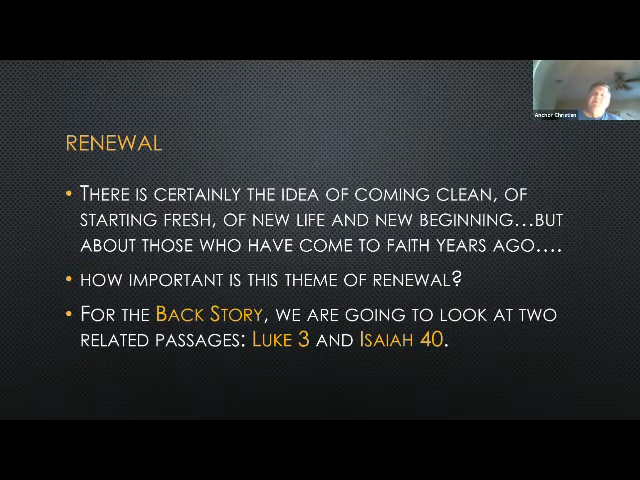 Anchor Christian
RENEWAL
• THERE IS CERTAINLY THE IDEA OF COMING CLEAN, OF
STARTING FRESH, OF NEW LIFE AND NEW BEGINNING...BUT
ABOUT THOSE WHO HAVE COME TO FAITH YEARS AGO....
• HOW IMPORTANT IS THIS THEME OF RENEWAL?
• FOR THE BACK STORY, WE ARE GOING TO LOOK AT TWO
RELATED PASSAGES: LUKE 3 AND ISAIAH 40.